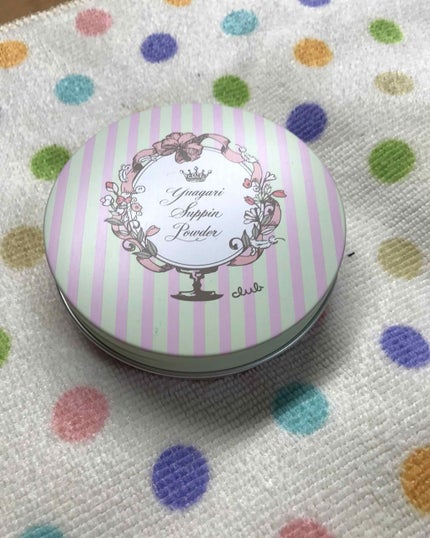 Yuagari
Suppin
Powder
club